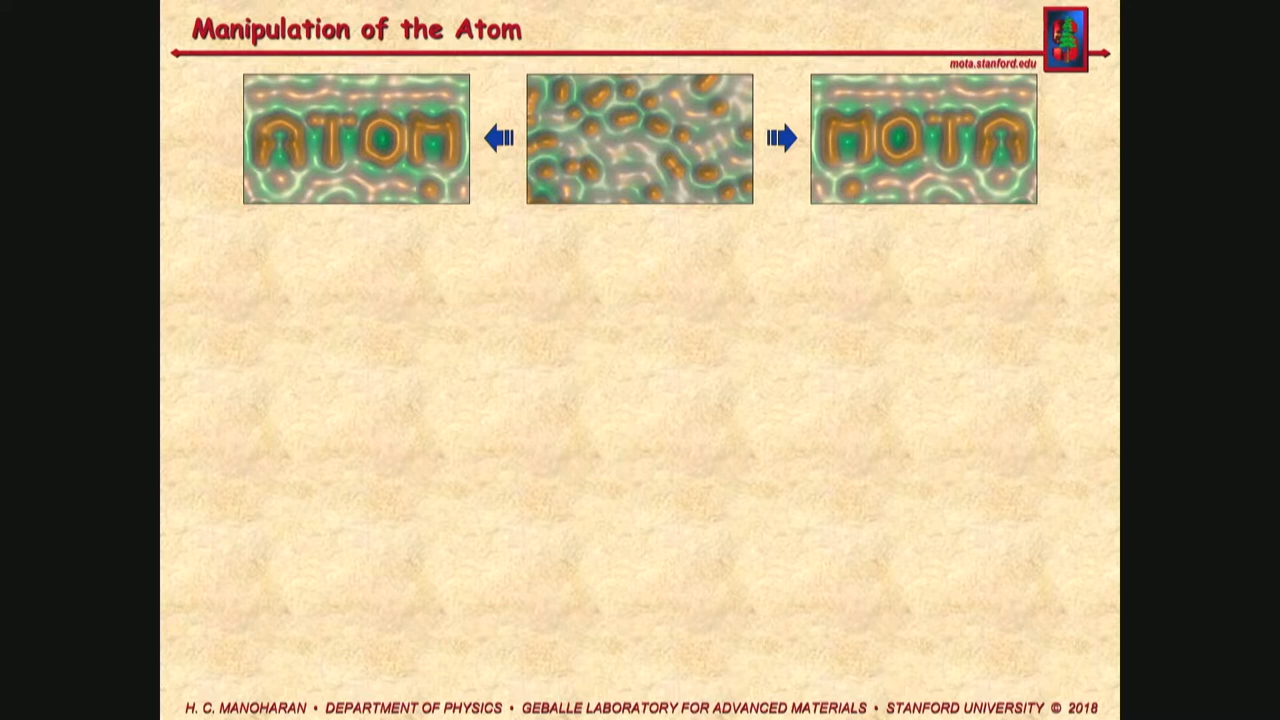 Manipulation of the Atom
mota.stanford.edu
ATOM
MOTA
H. C. MANOHARAN • DEPARTMENT OF PHYSICS • GEBALLE LABORATORY FOR ADVANCED MATERIALS • STANFORD UNIVERSITY © 2018